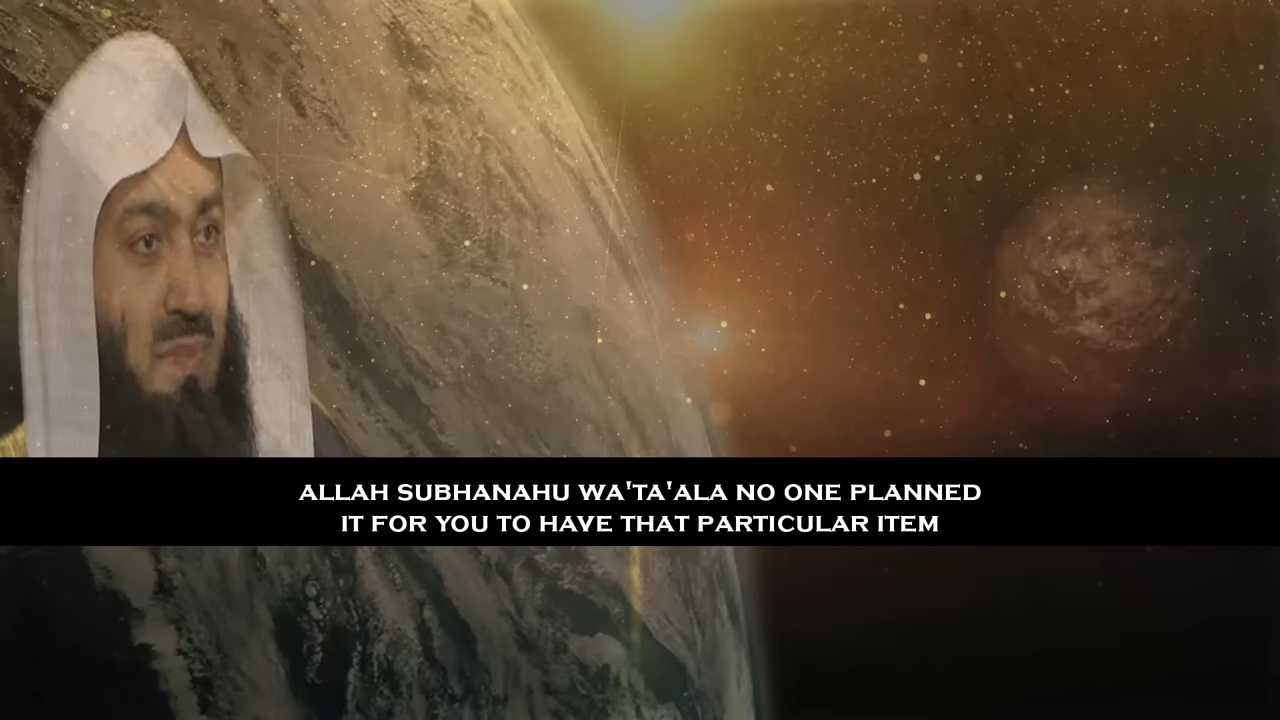 ALLAH SUBHANAHU WA'TA'ALA NO ONE PLANNED
IT FOR YOU TO HAVE THAT PARTICULAR ITEM